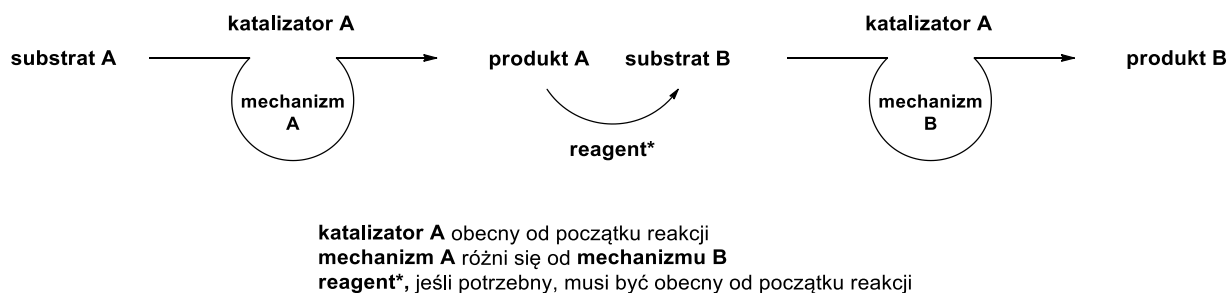 katalizator A katalizator A
substrat A produkt A substrat B produkt B
mechanizm A mechanizm B
reagent*
katalizator A obecny od początku reakcji
mechanizm A różni się od mechanizmu B
reagent*, jeśli potrzebny, musi być obecny od początku reakcji